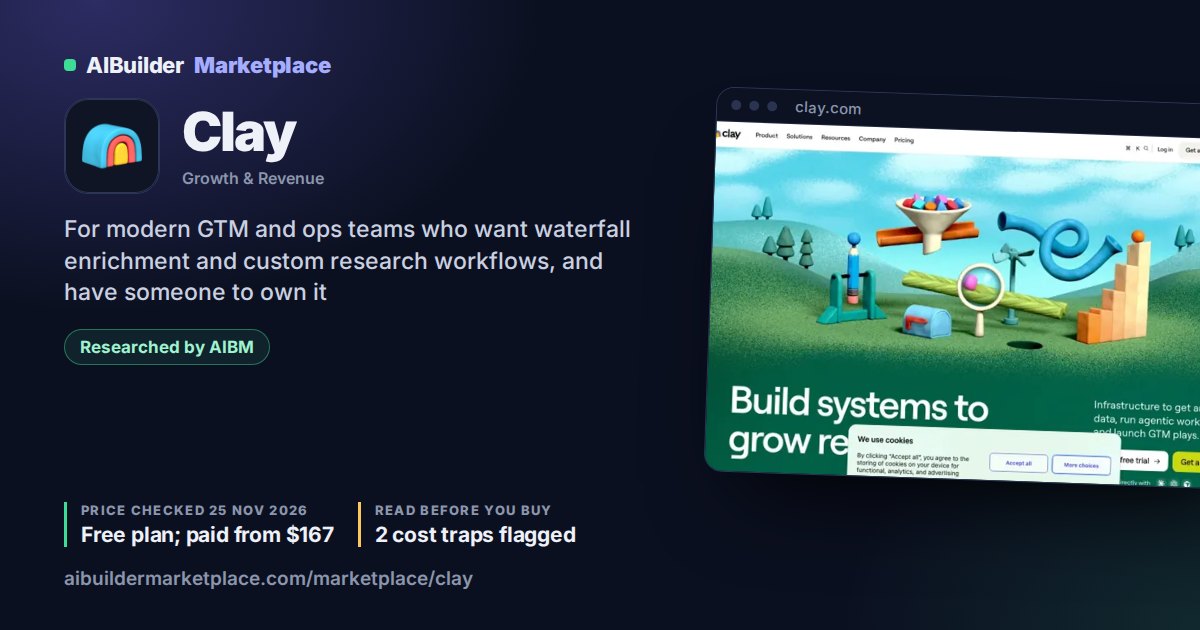 AIBuilder Marketplace
Clay
Growth & Revenue
For modern GTM and ops teams who want waterfall
enrichment and custom research workflows, and
have someone to own it
Researched by AIBM
PRICE CHECKED 25 NOV 2026
Free plan; paid from $167
READ BEFORE YOU BUY
2 cost traps flagged
aibuildermarketplace.com/marketplace/clay
clay.com
clay
Product Solutions Resources Company Pricing
K
Log in
Get a
Build systems to
grow re
Infrastructure to get a
data, run agentic work
and launch GTM plays.
We use cookies
By clicking "Accept all", you agree to the
storing of cookies on your device for
functional, analytics, and advertising
Accept all
More choices
free trial →
Get a